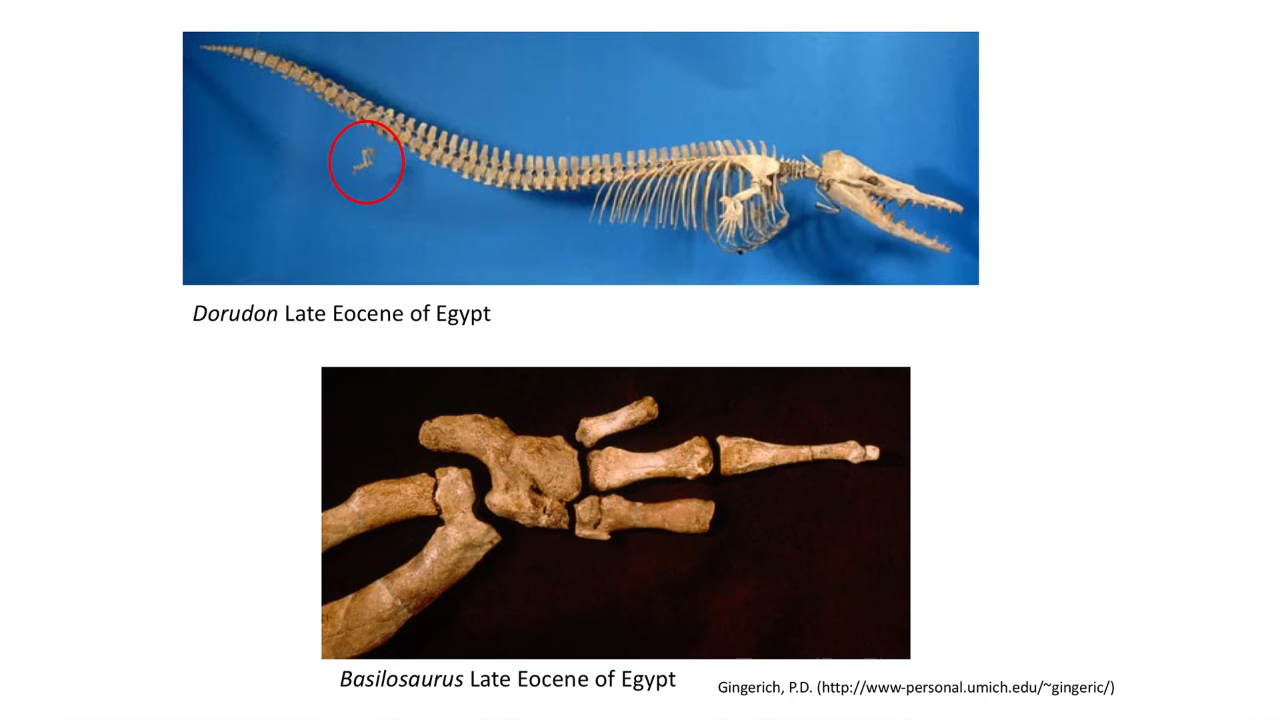 Dorudon Late Eocene of Egypt
Basilosaurus Late Eocene of Egypt
Gingerich, P.D. (http://www-personal.umich.edu/~gingeric/)